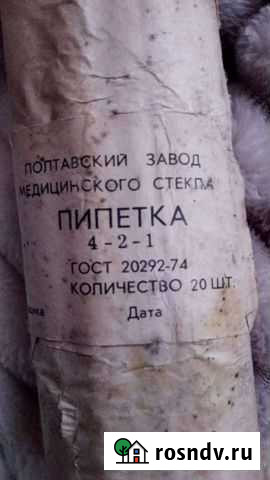 ПОЛТАВСКИЙ ЗАВОД
МЕДИЦИНСКОГО СТЕКЛА
ПИПЕТКА
4-2-1
ГОСТ 20292-74
КОЛИЧЕСТВО 20 ШТ.
Дата
rosndv.ru